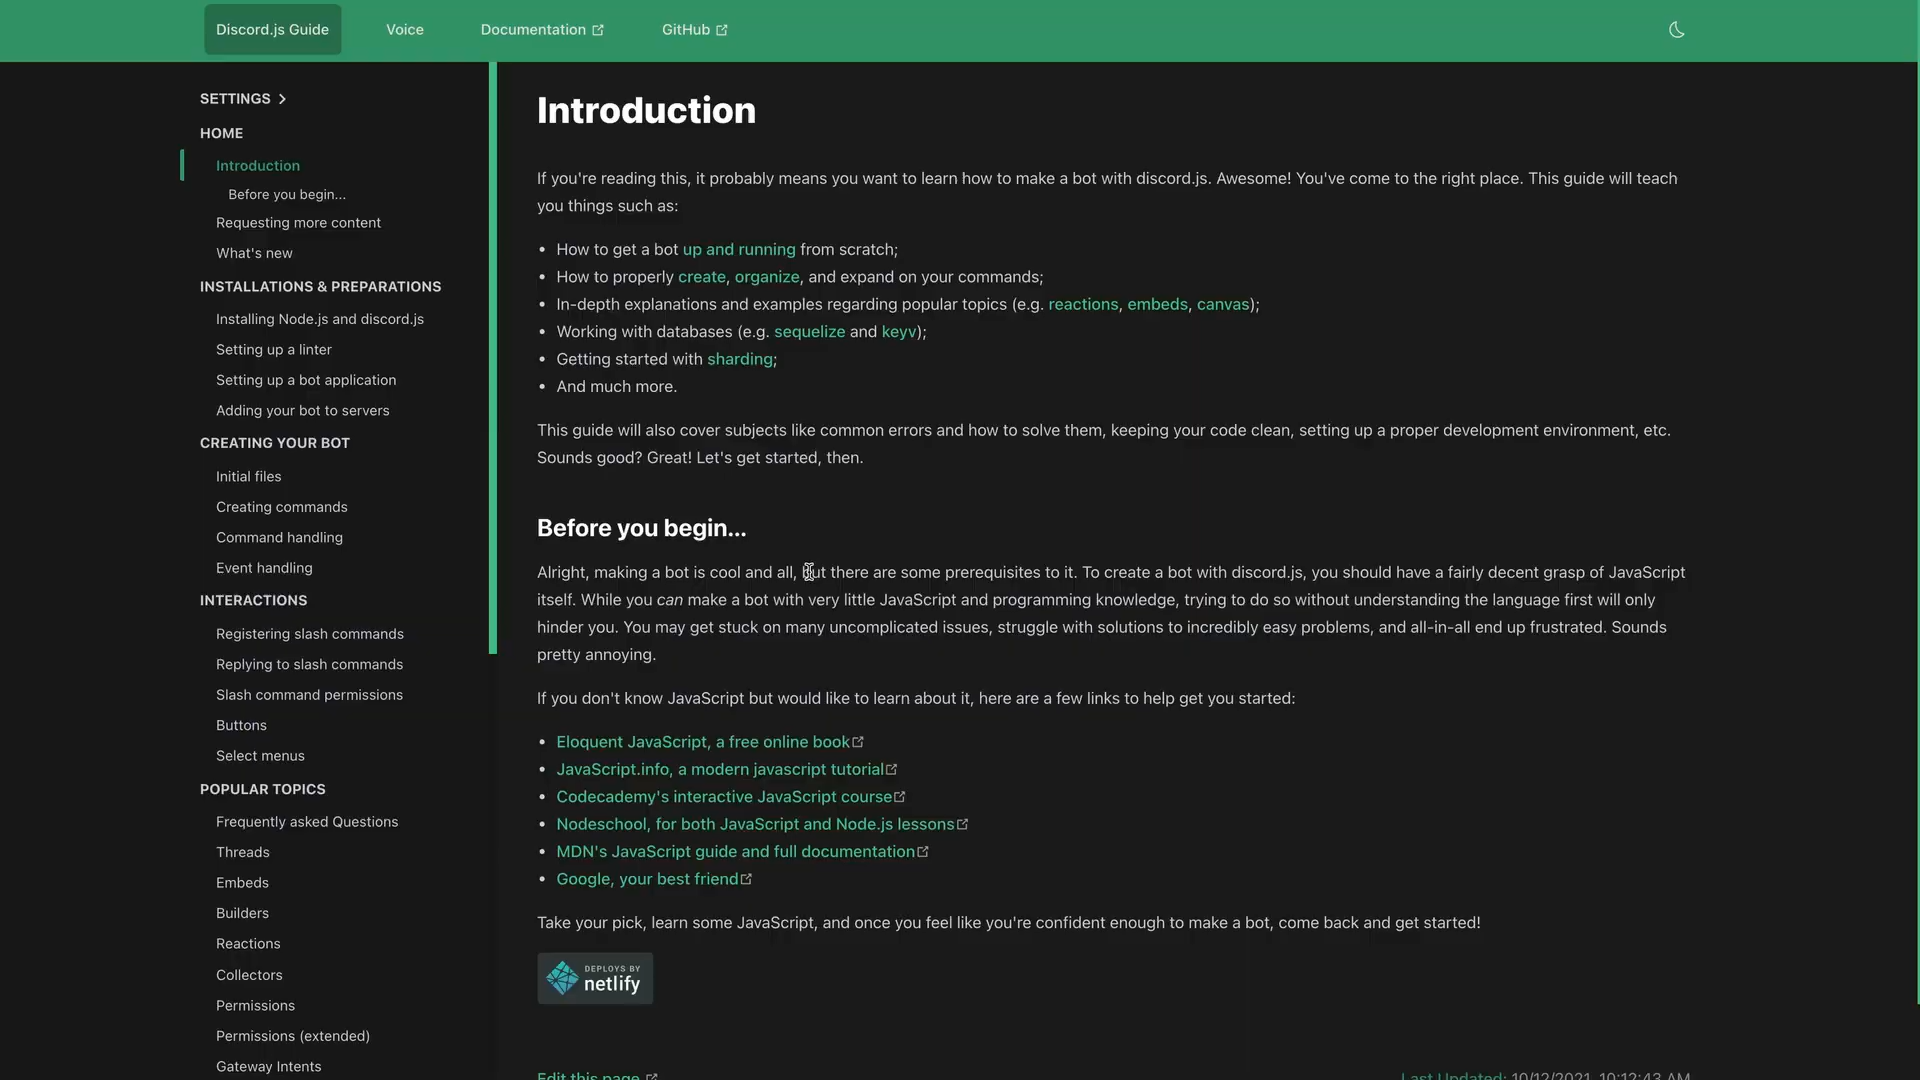 Discord.js Guide
Voice
Documentation
GitHub
SETTINGS
HOME
Introduction
Before you begin...
Requesting more content
What's new
INSTALLATIONS & PREPARATIONS
Installing Node.js and discord.js
Setting up a linter
Setting up a bot application
Adding your bot to servers
CREATING YOUR BOT
Initial files
Creating commands
Command handling
Event handling
INTERACTIONS
Registering slash commands
Replying to slash commands
Slash command permissions
Buttons
Select menus
POPULAR TOPICS
Frequently asked Questions
Threads
Embeds
Builders
Reactions
Collectors
Permissions
Permissions (extended)
Gateway Intents
Introduction
If you're reading this, it probably means you want to learn how to make a bot with discord.js. Awesome! You've come to the right place. This guide will teach
you things such as:
• How to get a bot up and running from scratch;
• How to properly create, organize, and expand on your commands;
• In-depth explanations and examples regarding popular topics (e.g. reactions, embeds, canvas);
• Working with databases (e.g. sequelize and keyv);
• Getting started with sharding;
• And much more.
This guide will also cover subjects like common errors and how to solve them, keeping your code clean, setting up a proper development environment, etc.
Sounds good? Great! Let's get started, then.
Before you begin...
Alright, making a bot is cool and all, but there are some prerequisites to it. To create a bot with discord.js, you should have a fairly decent grasp of JavaScript
itself. While you can make a bot with very little JavaScript and programming knowledge, trying to do so without understanding the language first will only
hinder you. You may get stuck on many uncomplicated issues, struggle with solutions to incredibly easy problems, and all-in-all end up frustrated. Sounds
pretty annoying.
If you don't know JavaScript but would like to learn about it, here are a few links to help get you started:
• Eloquent JavaScript, a free online book
• JavaScript.info, a modern javascript tutorial
• Codecademy's interactive JavaScript course
• Nodeschool, for both JavaScript and Node.js lessons
• MDN's JavaScript guide and full documentation
• Google, your best friend
Take your pick, learn some JavaScript, and once you feel like you're confident enough to make a bot, come back and get started!
DEPLOYS BY
netlify
Edit this page
Last Updated: 10/12/2021, 10:12:43 AM